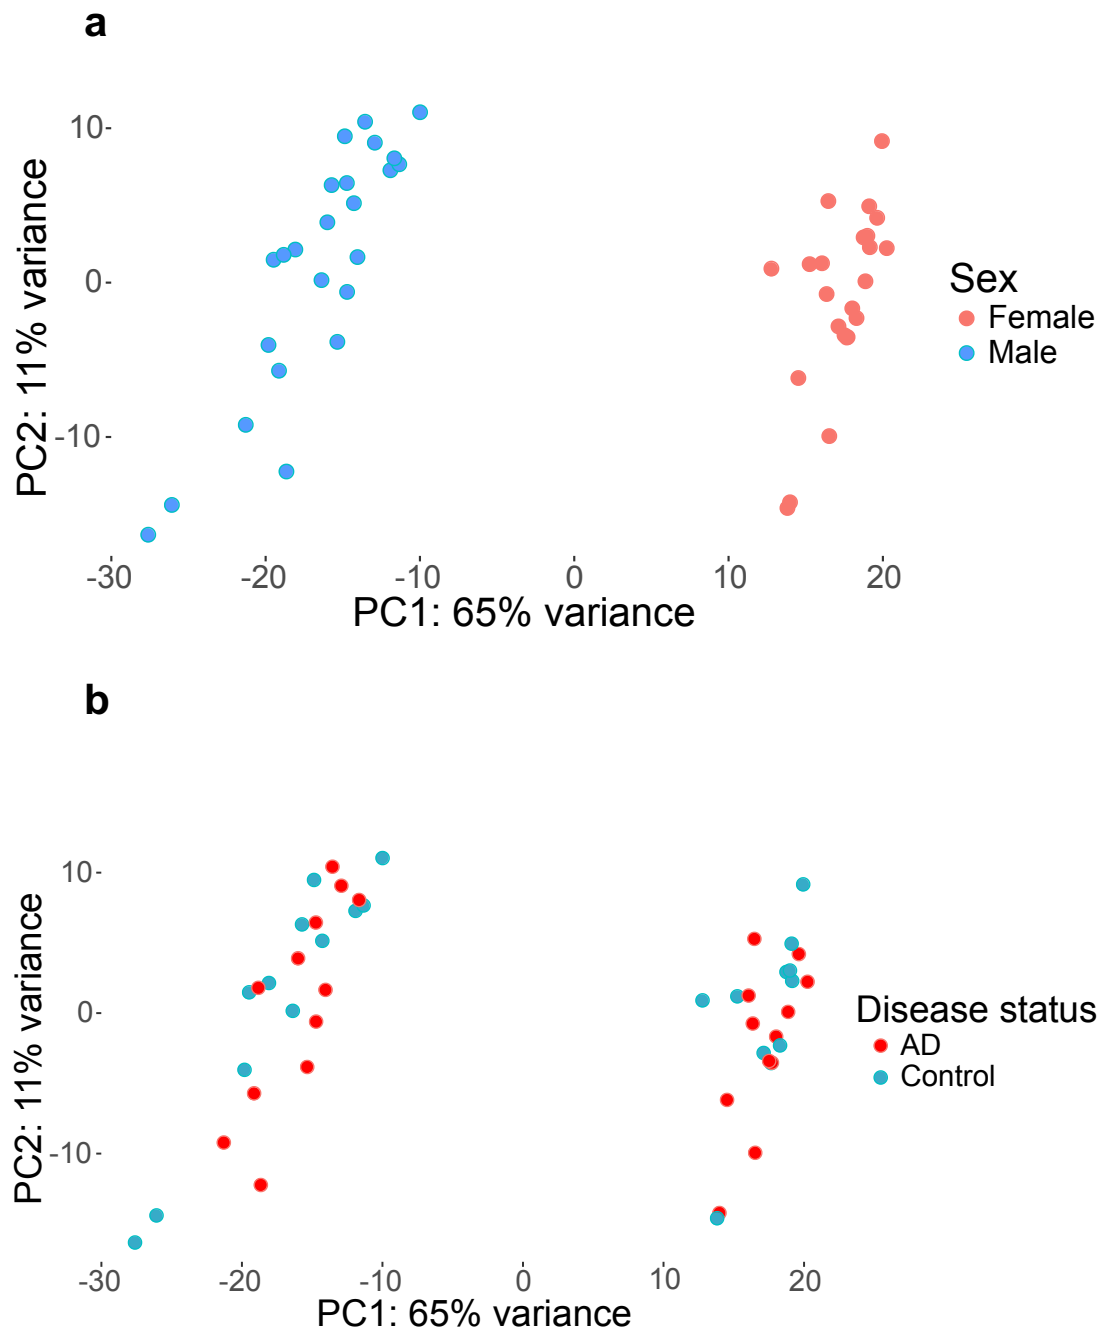 a
PC2: 11% variance
10
0
-10
-30 -20 -10 0 10 20
PC1: 65% variance
Sex
Female
Male
b
PC2: 11% variance
10
0
-10
-30 -20 -10 0 10 20
PC1: 65% variance
Disease status
AD
Control